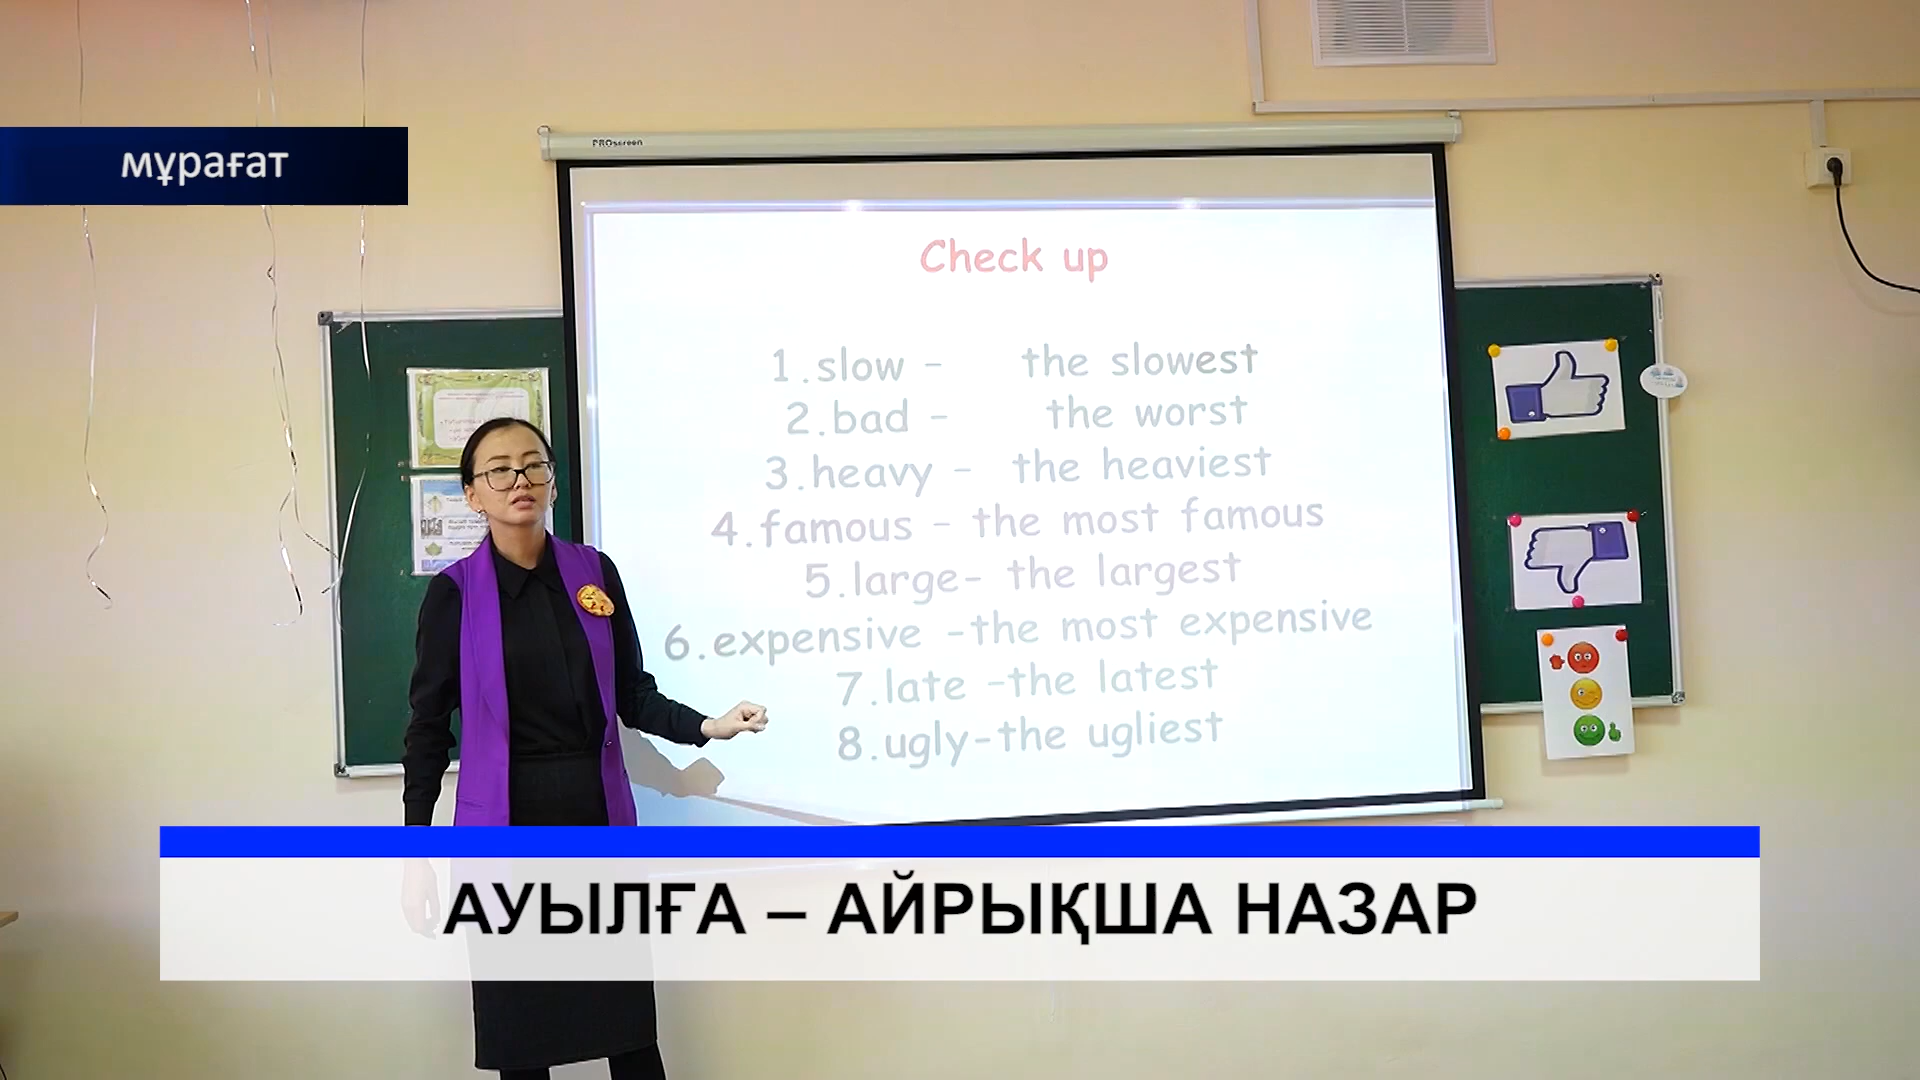 мұрағат
PROscreen
Check up
1.slow - the slowest
2.bad - the worst
3.heavy - the heaviest
4.famous - the most famous
5.large- the largest
6.expensive -the most expensive
7.late -the latest
8.ugly-the ugliest
АУЫЛҒА – АЙРЫҚША НАЗАР